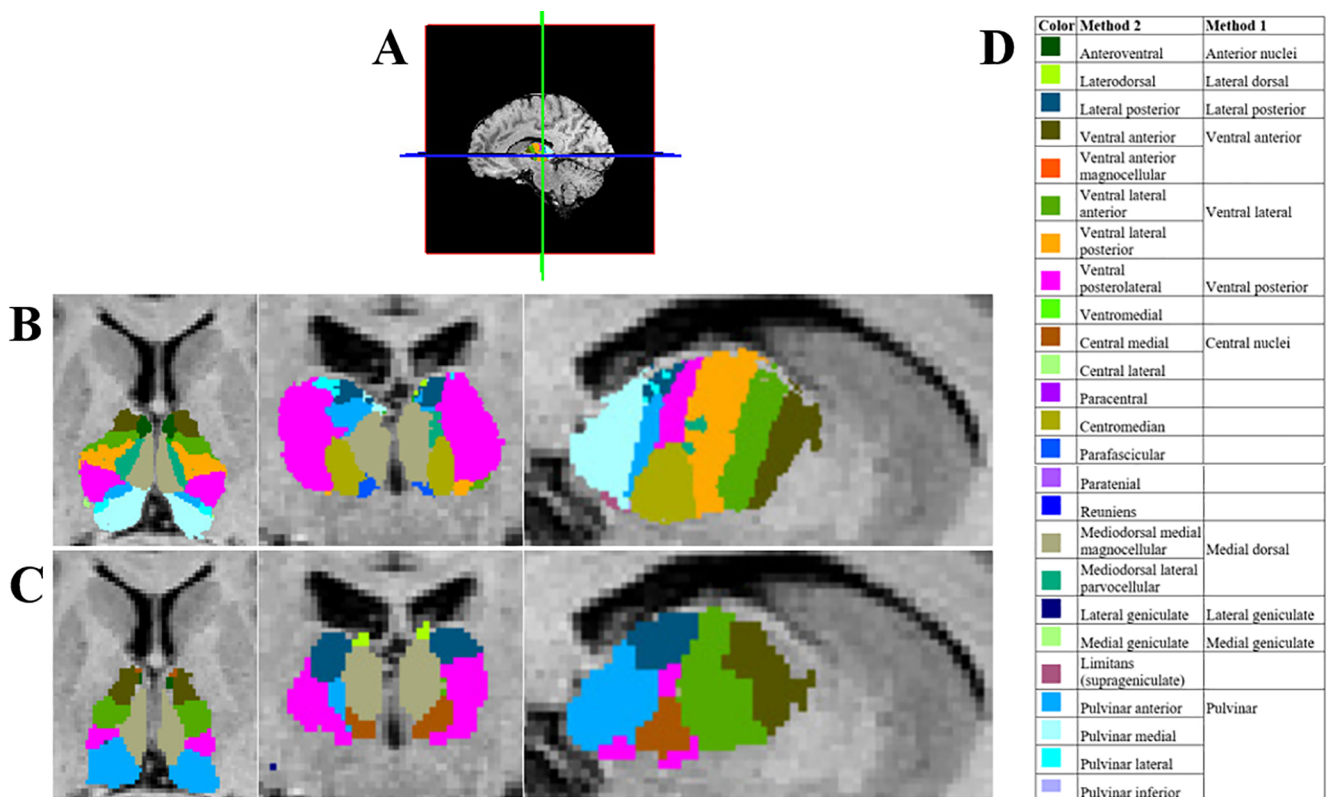 A
B
C
D
Color Method 2 Method 1
Anteroventral Anterior nuclei
Laterodorsal Lateral dorsal
Lateral posterior Lateral posterior
Ventral anterior Ventral anterior
Ventral anterior
magnocellular
Ventral lateral
anterior
Ventral lateral
Ventral lateral
posterior
Ventral
posterolateral Ventral posterior
Ventromedial
Central medial Central nuclei
Central lateral
Paracentral
Centromedian
Parafascicular
Paratenial
Reuniens
Mediodorsal medial
magnocellular Medial dorsal
Mediodorsal lateral
parvocellular
Lateral geniculate Lateral geniculate
Medial geniculate Medial geniculate
Limitans
(suprageniculate)
Pulvinar anterior Pulvinar
Pulvinar medial
Pulvinar lateral
Pulvinar inferior